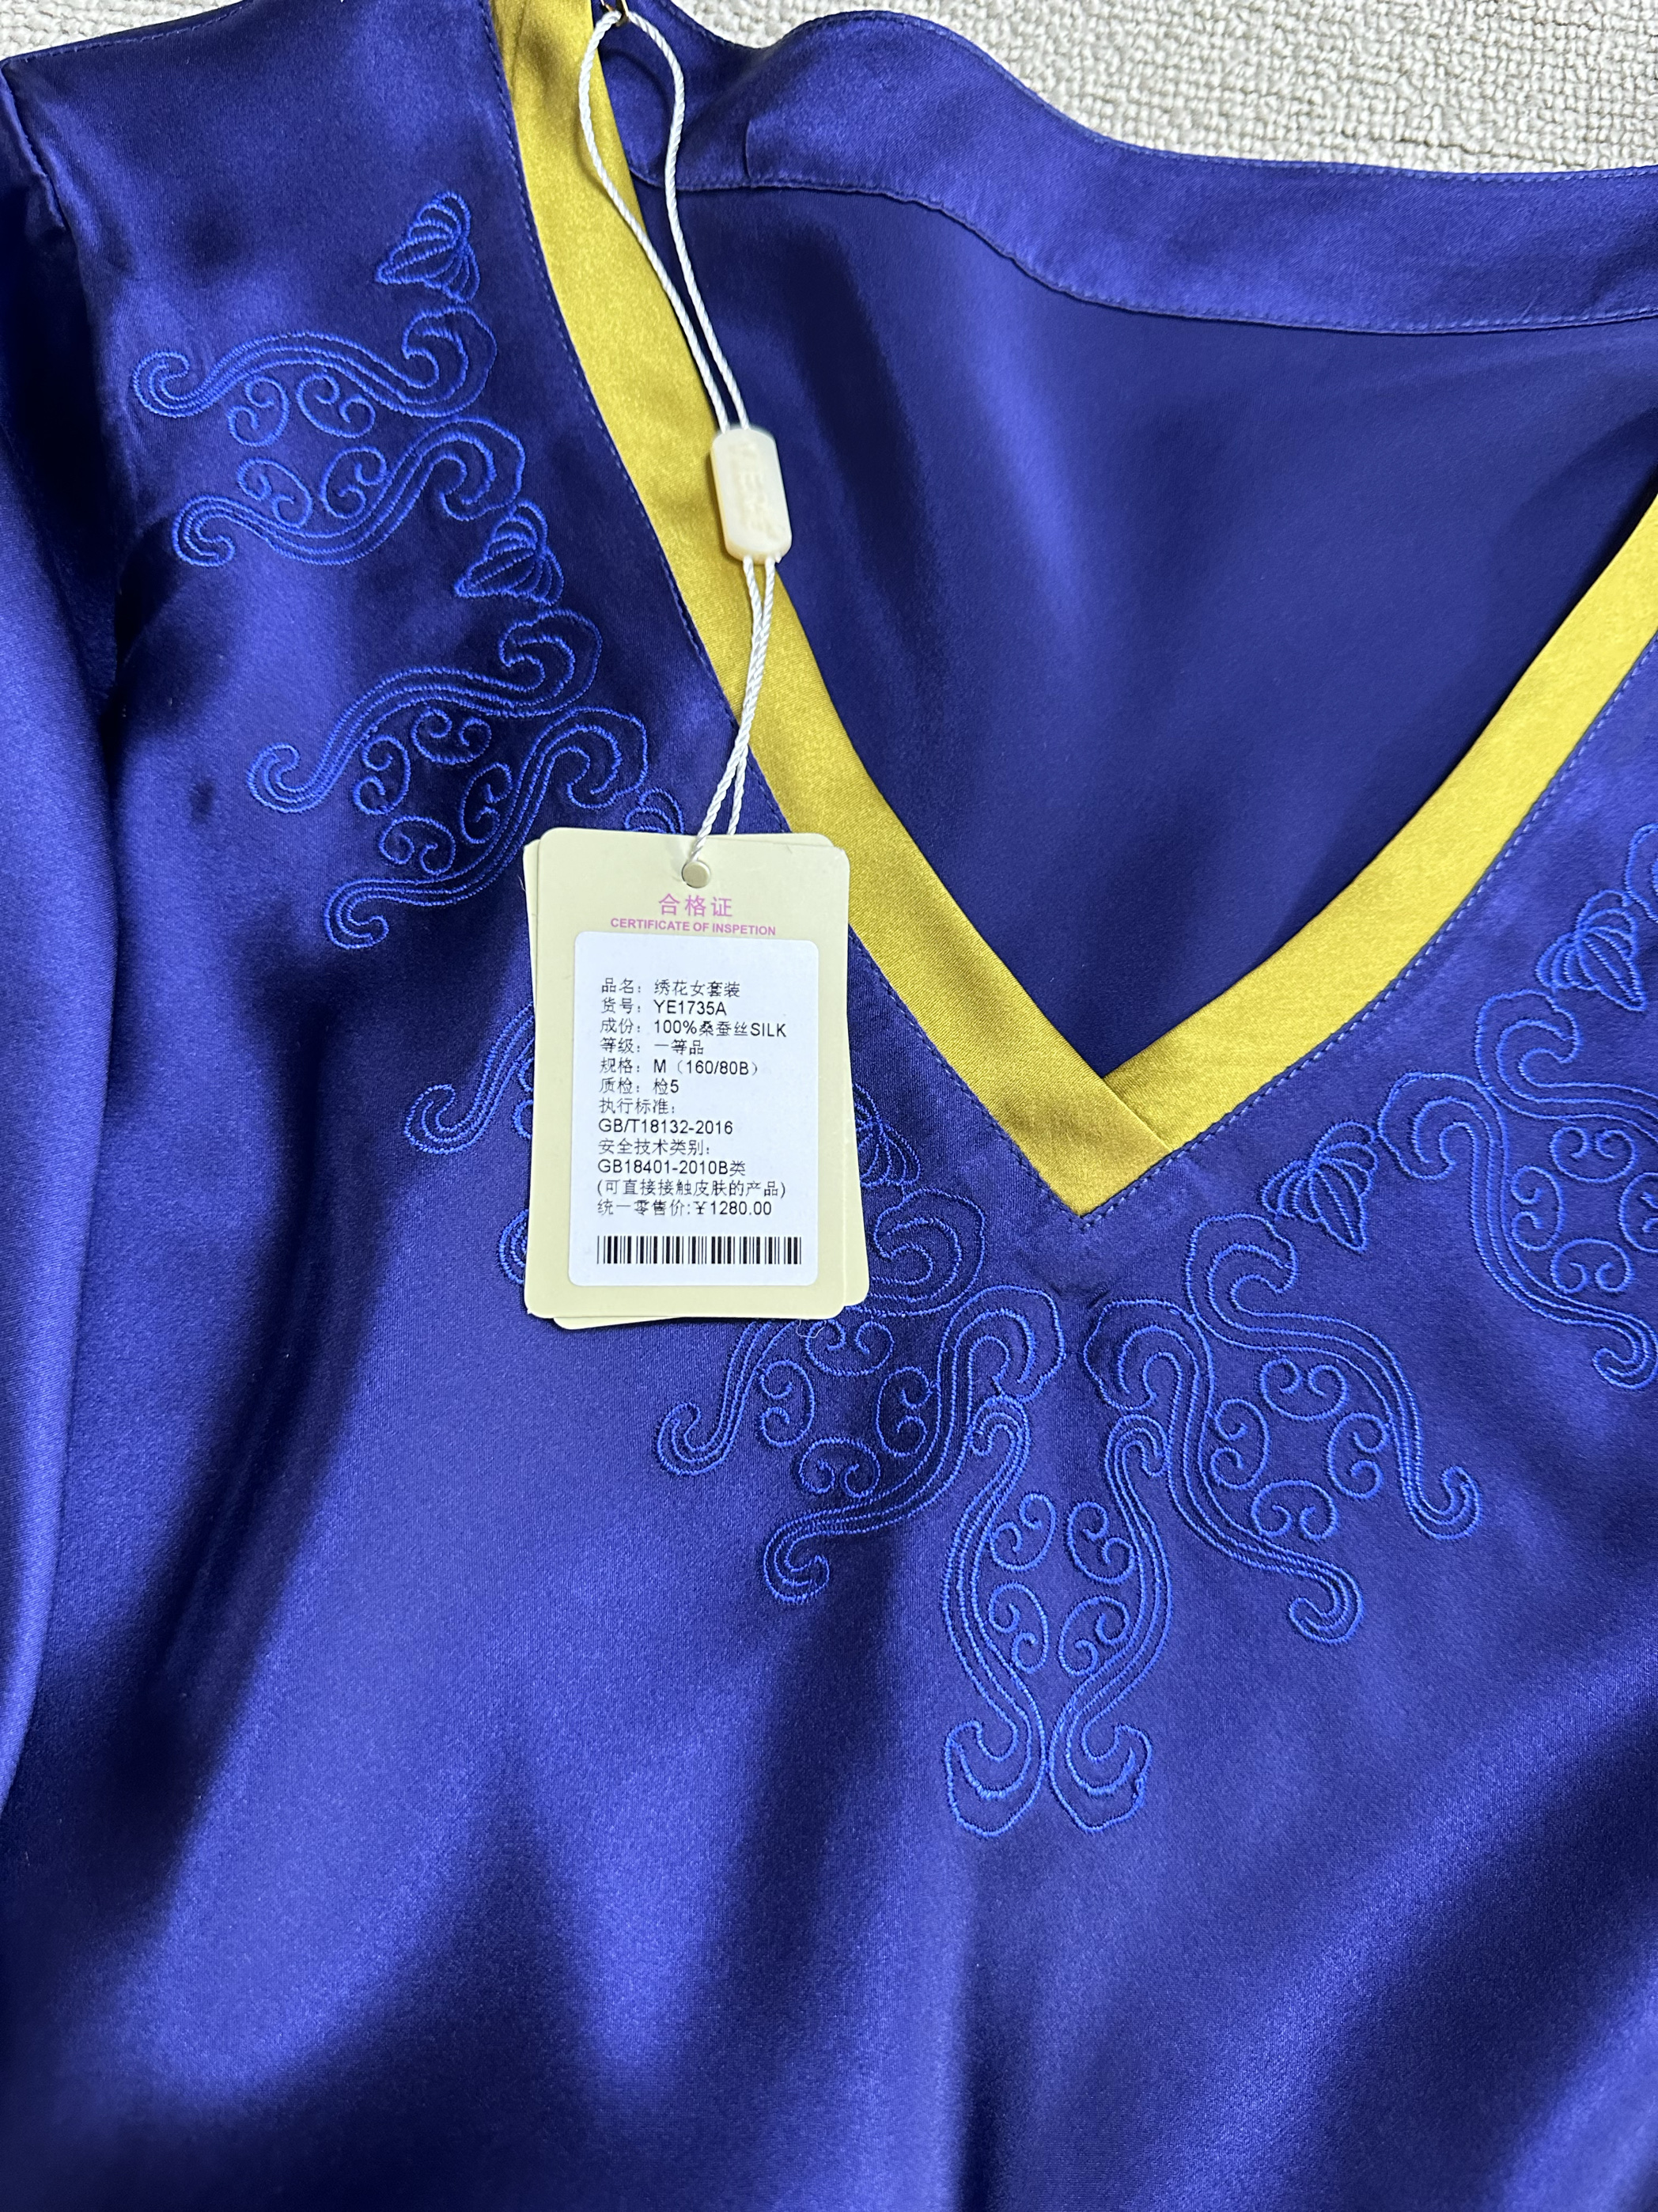 合格证
CERTIFICATE OF INSPETION
品名：绣花女套装
货号：YE1735A
成份：100%桑蚕丝SILK
等级：一等品
规格：M（160/80B）
质检：检5
执行标准：
GB/T18132-2016
安全技术类别：
GB18401-2010B类
(可直接接触皮肤的产品)
统一零售价:￥1280.00